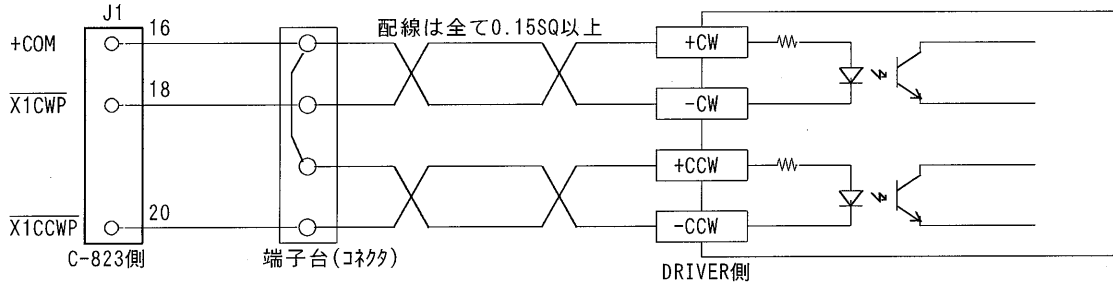 J1
16
配線は全て0.15SQ以上
+COM
+CW
18
X1CWP
-CW
+CCW
20
X1CCWP
-CCW
C-823側
端子台(コネクタ)
DRIVER側